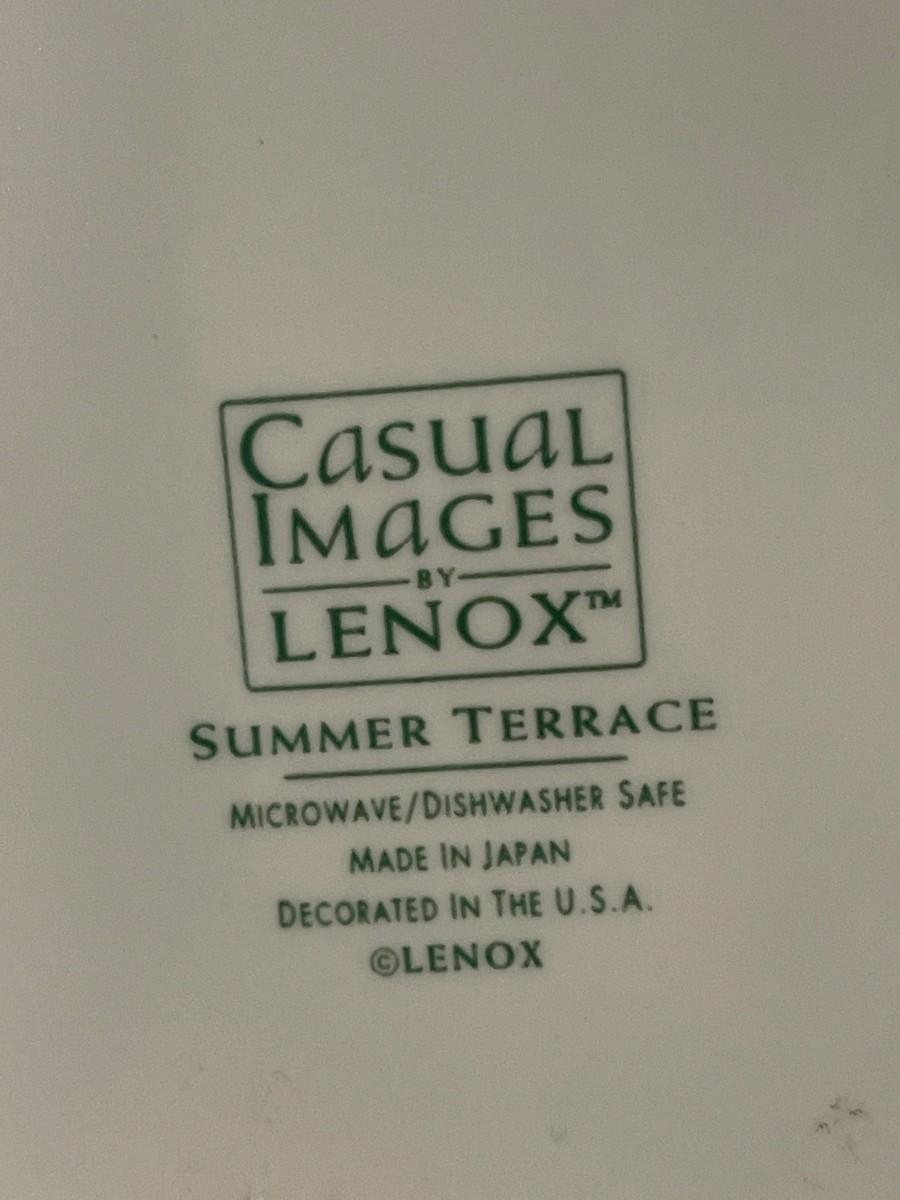 Casual
Images
BY
LENOX™
SUMMER TERRACE
MICROWAVE/DISHWASHER SAFE
MADE IN JAPAN
DECORATED IN THE U.S.A.
©LENOX